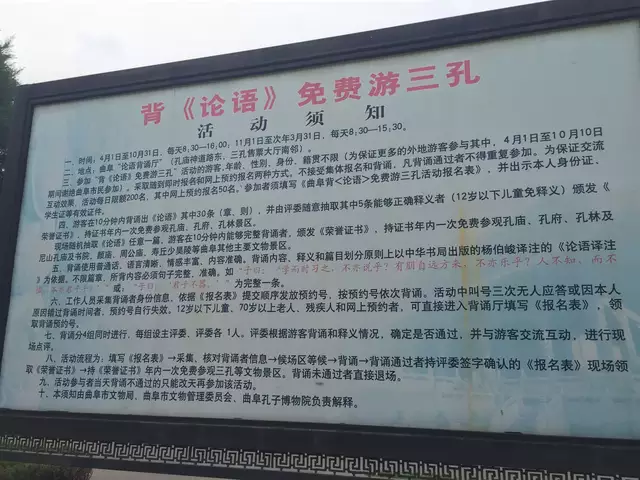 背《论语》免费游三孔
活动须知
一、时间：4月1日至10月31日，每天8:30—16:00；11月1日至次年3月31日，每天8:30—15:30。
二、地点：曲阜“论语背诵厅”（孔庙神道路东，三孔售票大厅南邻）。
三、参加“背《论语》免费游三孔”活动的游客，年龄、性别、身份、籍贯不限（为保证更多的外地游客参与其中，4月1日至10月10日
期间谢绝曲阜市民参加），采取随到即时报名和网上预约报名两种方式，不接受集体报名和背诵，凡背诵通过者不得重复参加。为保证交流
互动效果，活动每日限额200名，其中网上预约报名50名。参加者须填写《曲阜背<论语>免费游三孔活动报名表》，并出示本人身份证、
学生证等有效证件。
四、游客在10分钟内背诵出《论语》其中30条（章、则），并由评委随意抽取其中5条能够正确释义者（12岁以下儿童免释义）颁发《
荣誉证书》，持证书年内一次免费参观孔庙、孔府、孔林景区。
现场随机抽取《论语》任意一篇，游客在10分钟内能够完整背诵者，颁发《荣誉证书》，持证书年内一次免费参观孔庙、孔府、孔林及
尼山孔庙及书院、颜庙、周公庙、寿丘少昊陵等曲阜其他主要文物景区。
五、背诵使用普通话，语言清晰、情感丰富、内容准确。背诵内容、释义和篇目划分原则上以中华书局出版的杨伯峻译注的《论语译注
》为依据，不限篇章，所背内容必须句子完整，准确。如“子曰：‘学而时习之，不亦说乎？有朋自远方来，不亦乐乎？人不知，而不
愠，不亦君子乎？’”或，“子曰：‘君子不器。’”为完整一条。
六、工作人员采集背诵者身份信息，依据《报名表》提交顺序发放预约号，按预约号依次背诵。活动中叫号三次无人应答或因本人
原因错过背诵时间者，预约号自行失效，12岁以下儿童、70岁以上老人、残疾人和网上预约者，可直接进入背诵厅填写《报名表》，领
取背诵预约号。
七、背诵分4组同时进行，每组设主评委、评委各1人。评委根据游客背诵和释义情况，确定是否通过，并与游客交流互动，进行现
场点评。
八、活动流程为：填写《报名表》→采集、核对背诵者信息→候场区等候→背诵→背诵通过者持评委签字确认的《报名表》现场领
取《荣誉证书》→持《荣誉证书》年内一次免费参观三孔等文物景区。背诵未通过者直接退场。
九、活动参与者当天背诵不通过的只能改天再参加该活动。
十、本须知由曲阜市文物局、曲阜市文物管理委员会、曲阜孔子博物院负责解释。